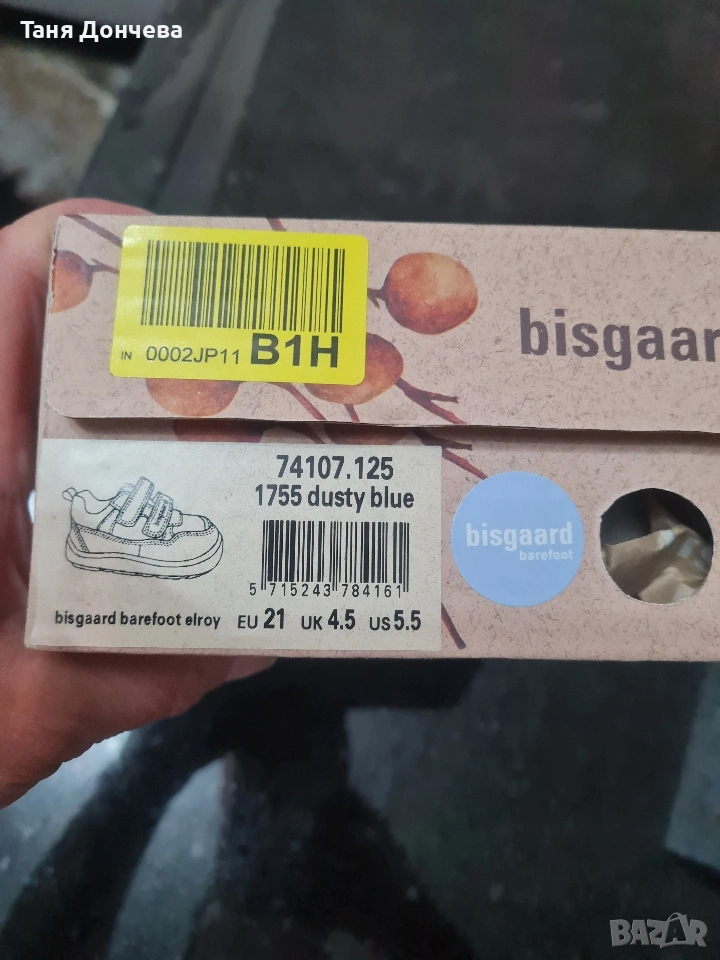 Таня Дончева
IN 0002JP11 B1H
bisgaar
74107.125
1755 dusty blue
5 715243 784161
bisgaard barefoot elroy EU 21 UK 4.5 US 5.5
bisgaard
barefoot
BAZAR